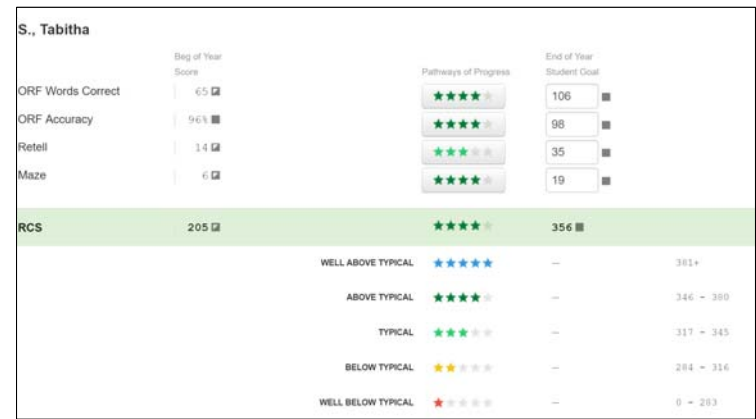 S., Tabitha
Beg of Year Score
Pathways of Progress
End of Year Student Goal
ORF Words Correct 65 106
ORF Accuracy 96% 98
Retell 14 35
Maze 6 19
RCS 205 356
WELL ABOVE TYPICAL — 381+
ABOVE TYPICAL — 346 - 380
TYPICAL — 317 - 345
BELOW TYPICAL — 284 - 316
WELL BELOW TYPICAL — 0 - 283